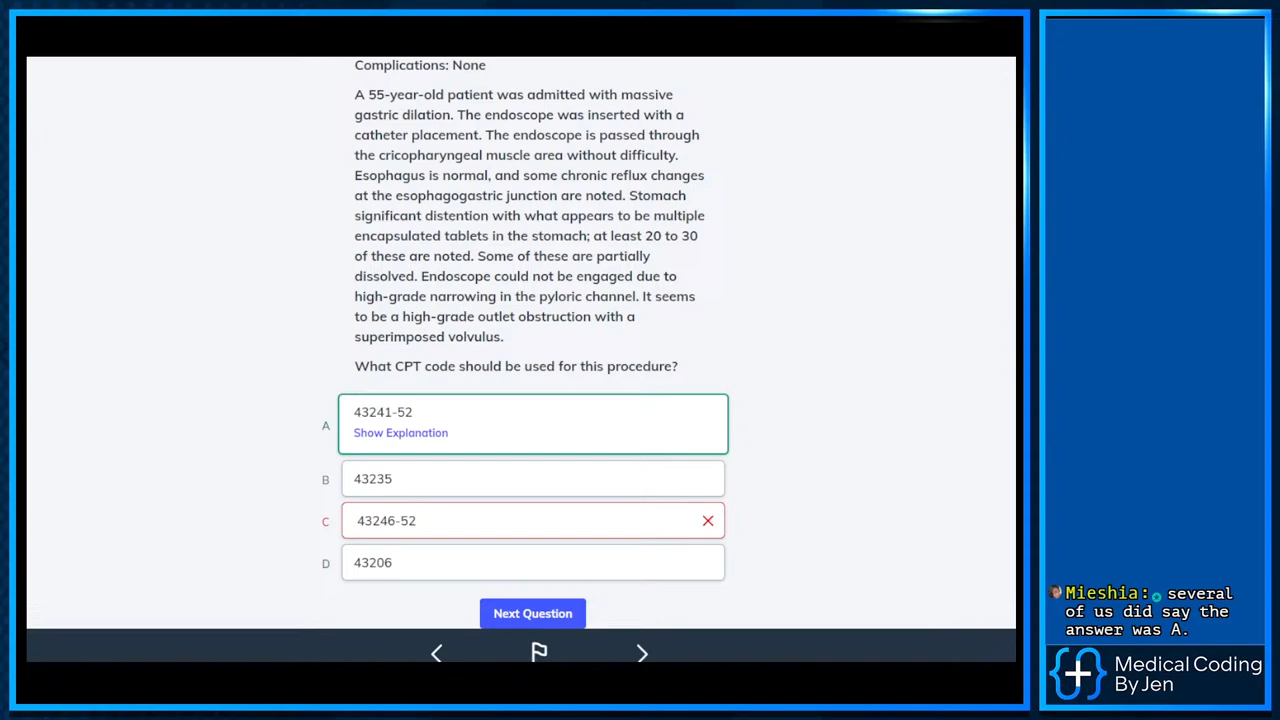 Complications: None
A 55-year-old patient was admitted with massive
gastric dilation. The endoscope was inserted with a
catheter placement. The endoscope is passed through
the cricopharyngeal muscle area without difficulty.
Esophagus is normal, and some chronic reflux changes
at the esophagogastric junction are noted. Stomach
significant distention with what appears to be multiple
encapsulated tablets in the stomach; at least 20 to 30
of these are noted. Some of these are partially
dissolved. Endoscope could not be engaged due to
high-grade narrowing in the pyloric channel. It seems
to be a high-grade outlet obstruction with a
superimposed volvulus.
What CPT code should be used for this procedure?
A
43241-52
Show Explanation
B
43235
C
43246-52
D
43206
Next Question
Mieshia: several
of us did say the
answer was A.
Medical Coding
By Jen